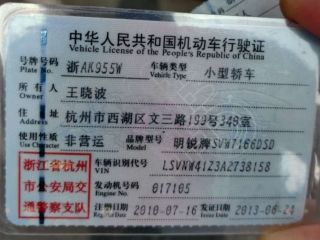 中华人民共和国机动车行驶证
Vehicle License of the People's Republic of China
号牌号码 浙AK955W 车辆类型 小型轿车
Plate No. Vehicle Type
所有人 王晓波
Owner
住址 杭州市西湖区文三路199号348室
Address
使用性质 非营运 品牌型号 明锐牌SVW7166DSD
Use Character Model
浙江省杭州 车辆识别代号 LSVNW41Z3A2738158
VIN
市公安局交 发动机号码 017105
Engine No.
通警察支队 注册日期 2010-07-16 发证日期 2013-06-24
Register Date Issue Date